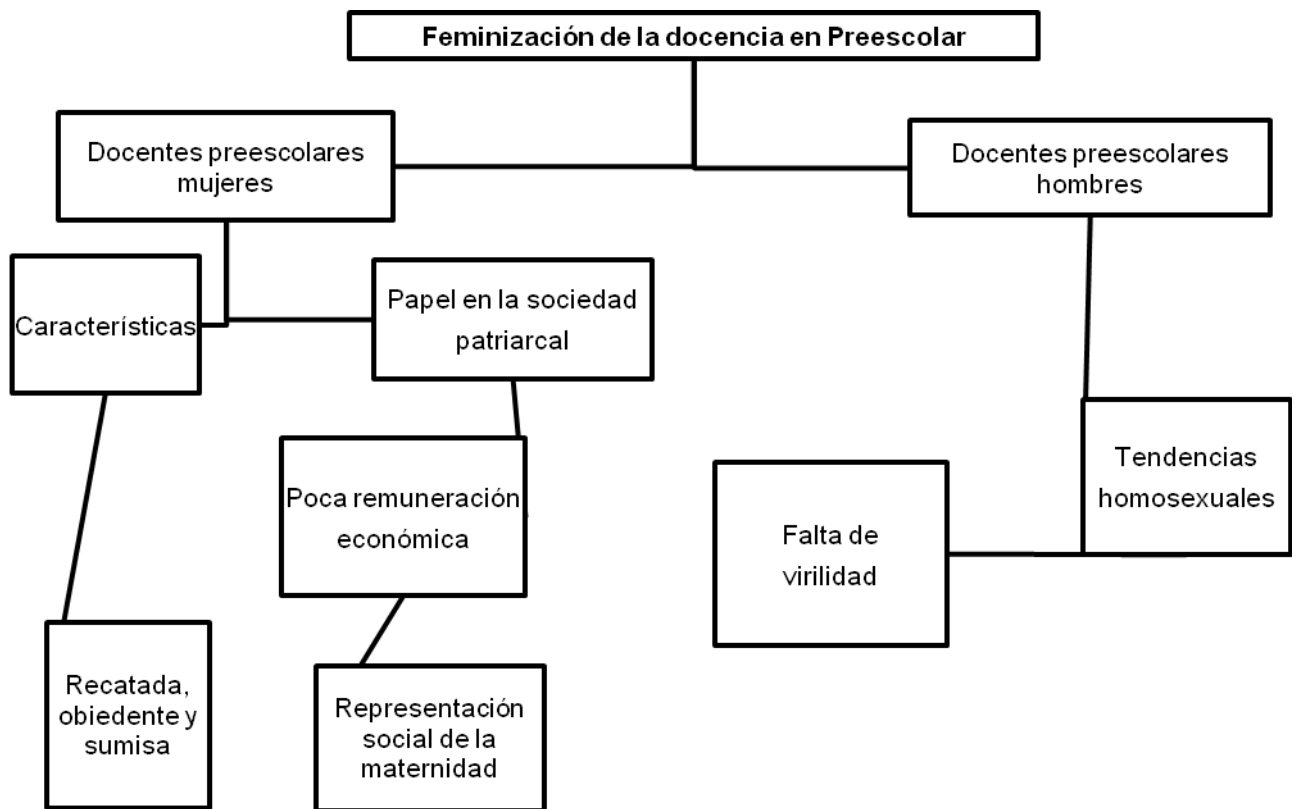 Feminización de la docencia en Preescolar
Docentes preescolares
mujeres
Docentes preescolares
hombres
Característícas
Papel en la sociedad
patriarcal
Poca remuneración
económica
Tendencias
homosexuales
Falta de
virilidad
Recatada,
obiedente y
sumisa
Representación
social de la
maternidad